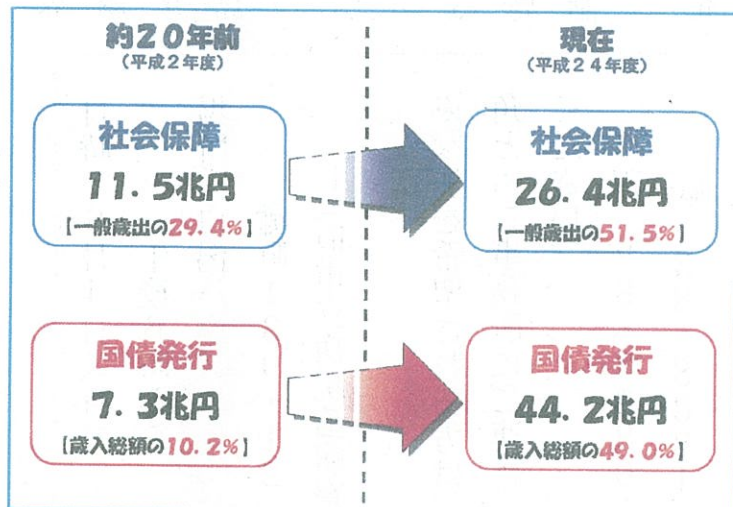 約20年前
(平成2年度)
現在
(平成24年度)
社会保障
11.5兆円
【一般歳出の29.4%】
社会保障
26.4兆円
【一般歳出の51.5%】
国債発行
7.3兆円
【歳入総額の10.2%】
国債発行
44.2兆円
【歳入総額の49.0%】